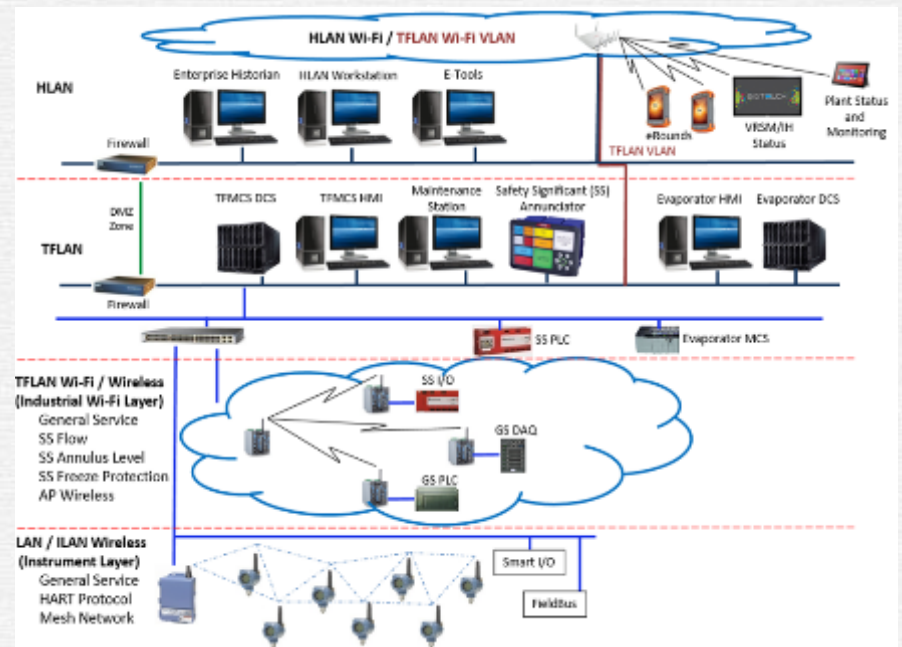 HLAN Wi-Fi / TFLAN Wi-Fi VLAN
HLAN
Enterprise Historian
HLAN Workstation
E-Tools
eRounds
VRSM/IH
Status
Plant Status
and
Monitoring
Firewall
TFLAN VLAN
DMZ
Zone
TFLAN
TFMCS DCS
TFMCS HMI
Maintenance
Station
Safety Significant (SS)
Annunciator
Evaporator HMI
Evaporator DCS
Firewall
SS PLC
Evaporator MCS
TFLAN Wi-Fi / Wireless
(Industrial Wi-Fi Layer)
General Service
SS Flow
SS Annulus Level
SS Freeze Protection
AP Wireless
SS I/O
GS DAQ
GS PLC
LAN / ILAN Wireless
(Instrument Layer)
General Service
HART Protocol
Mesh Network
Smart I/O
FieldBus